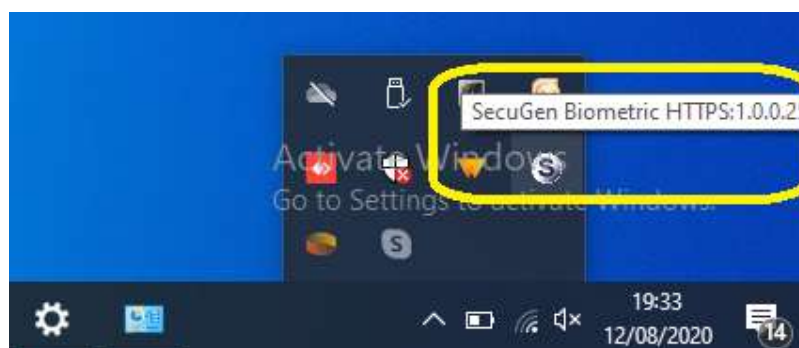 SecuGen Biometric HTTPS:1.0.0.2
Activate Windows
Go to Settings to activate Windows.
S
S
19:33
12/08/2020
14